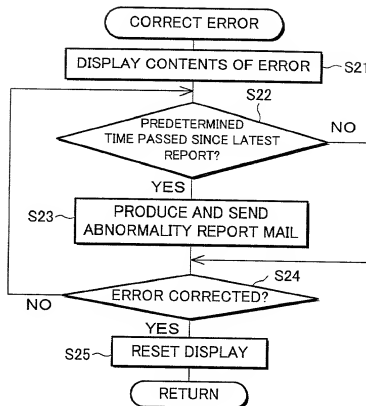 CORRECT ERROR
DISPLAY CONTENTS OF ERROR
S21
S22
PREDETERMINED
TIME PASSED SINCE LATEST
REPORT?
NO
YES
S23
PRODUCE AND SEND
ABNORMALITY REPORT MAIL
S24
ERROR CORRECTED?
NO
YES
S25
RESET DISPLAY
RETURN